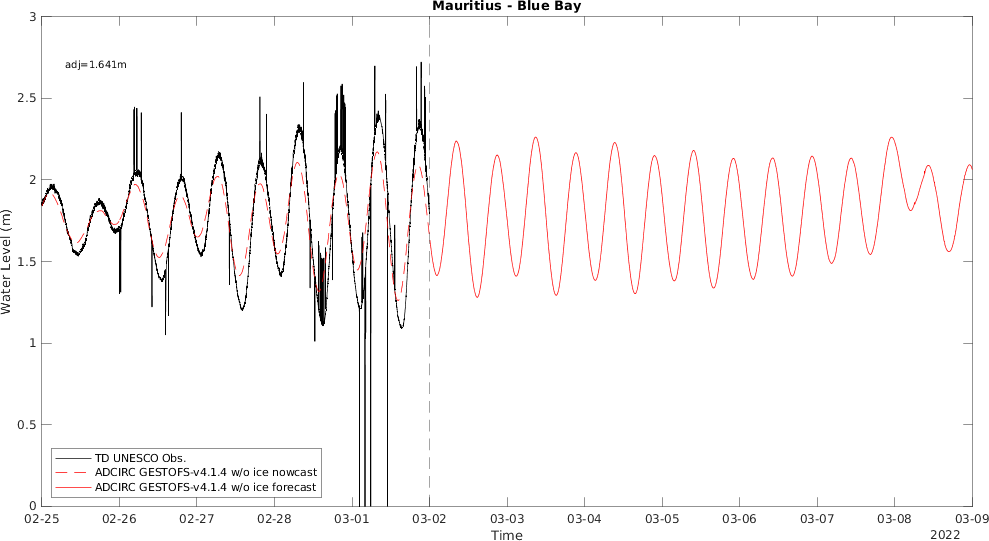 Mauritius - Blue Bay
3
adj=1.641m
2.5
2
1.5
1
0.5
0
Water Level (m)
TD UNESCO Obs.
ADCIRC GESTOFS-v4.1.4 w/o ice nowcast
ADCIRC GESTOFS-v4.1.4 w/o ice forecast
02-25 02-26 02-27 02-28 03-01 03-02 03-03 03-04 03-05 03-06 03-07 03-08 03-09
Time
2022